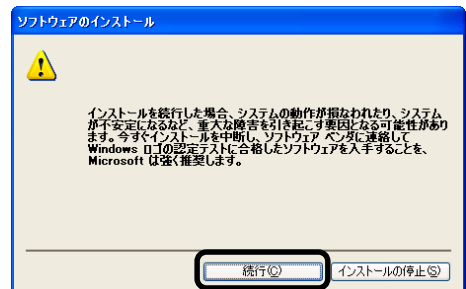 ソフトウェアのインストール
インストールを続行した場合、システムの動作が損なわれたり、システム
が不安定になるなど、重大な障害を引き起こす要因となる可能性があり
ます。今すぐインストールを中断し、ソフトウェア ベンダに連絡して
Windows ロゴの認定テストに合格したソフトウェアを入手することを、
Microsoft は強く推奨します。
続行(C) インストールの停止(S)